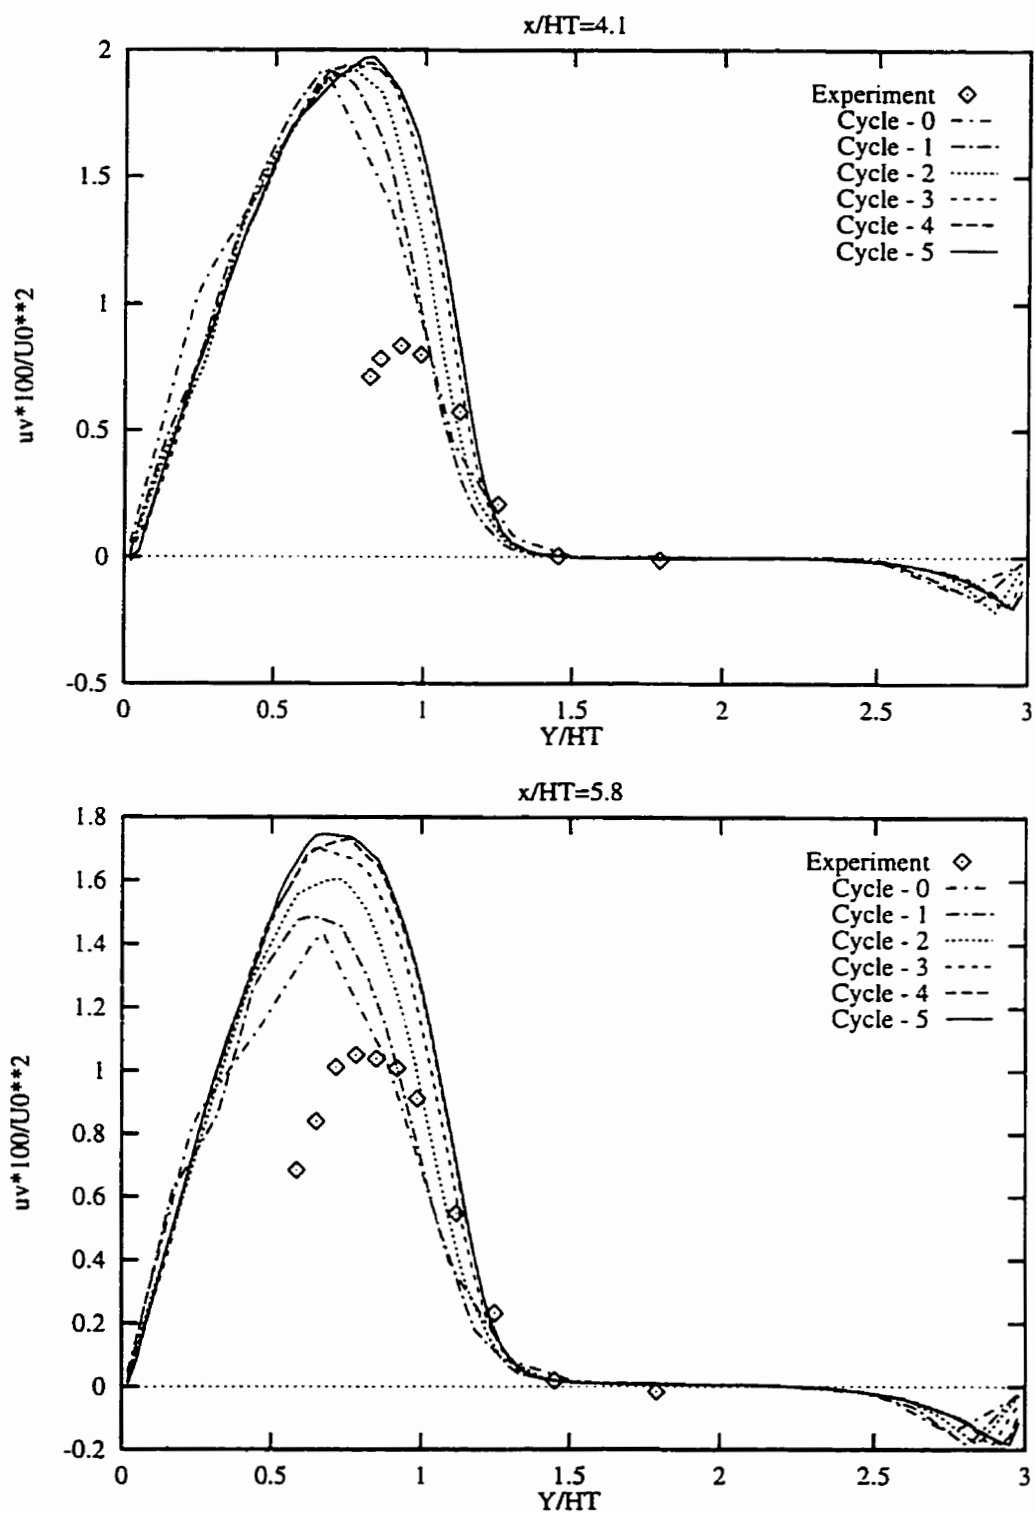 x/HT=4.1
2
1.5
1
0.5
0
-0.5
uv*100/U0**2
Experiment
Cycle - 0
Cycle - 1
Cycle - 2
Cycle - 3
Cycle - 4
Cycle - 5
0 0.5 1 1.5 2 2.5 3
Y/HT
x/HT=5.8
1.8
1.6
1.4
1.2
1
0.8
0.6
0.4
0.2
0
-0.2
uv*100/U0**2
Experiment
Cycle - 0
Cycle - 1
Cycle - 2
Cycle - 3
Cycle - 4
Cycle - 5
0 0.5 1 1.5 2 2.5 3
Y/HT